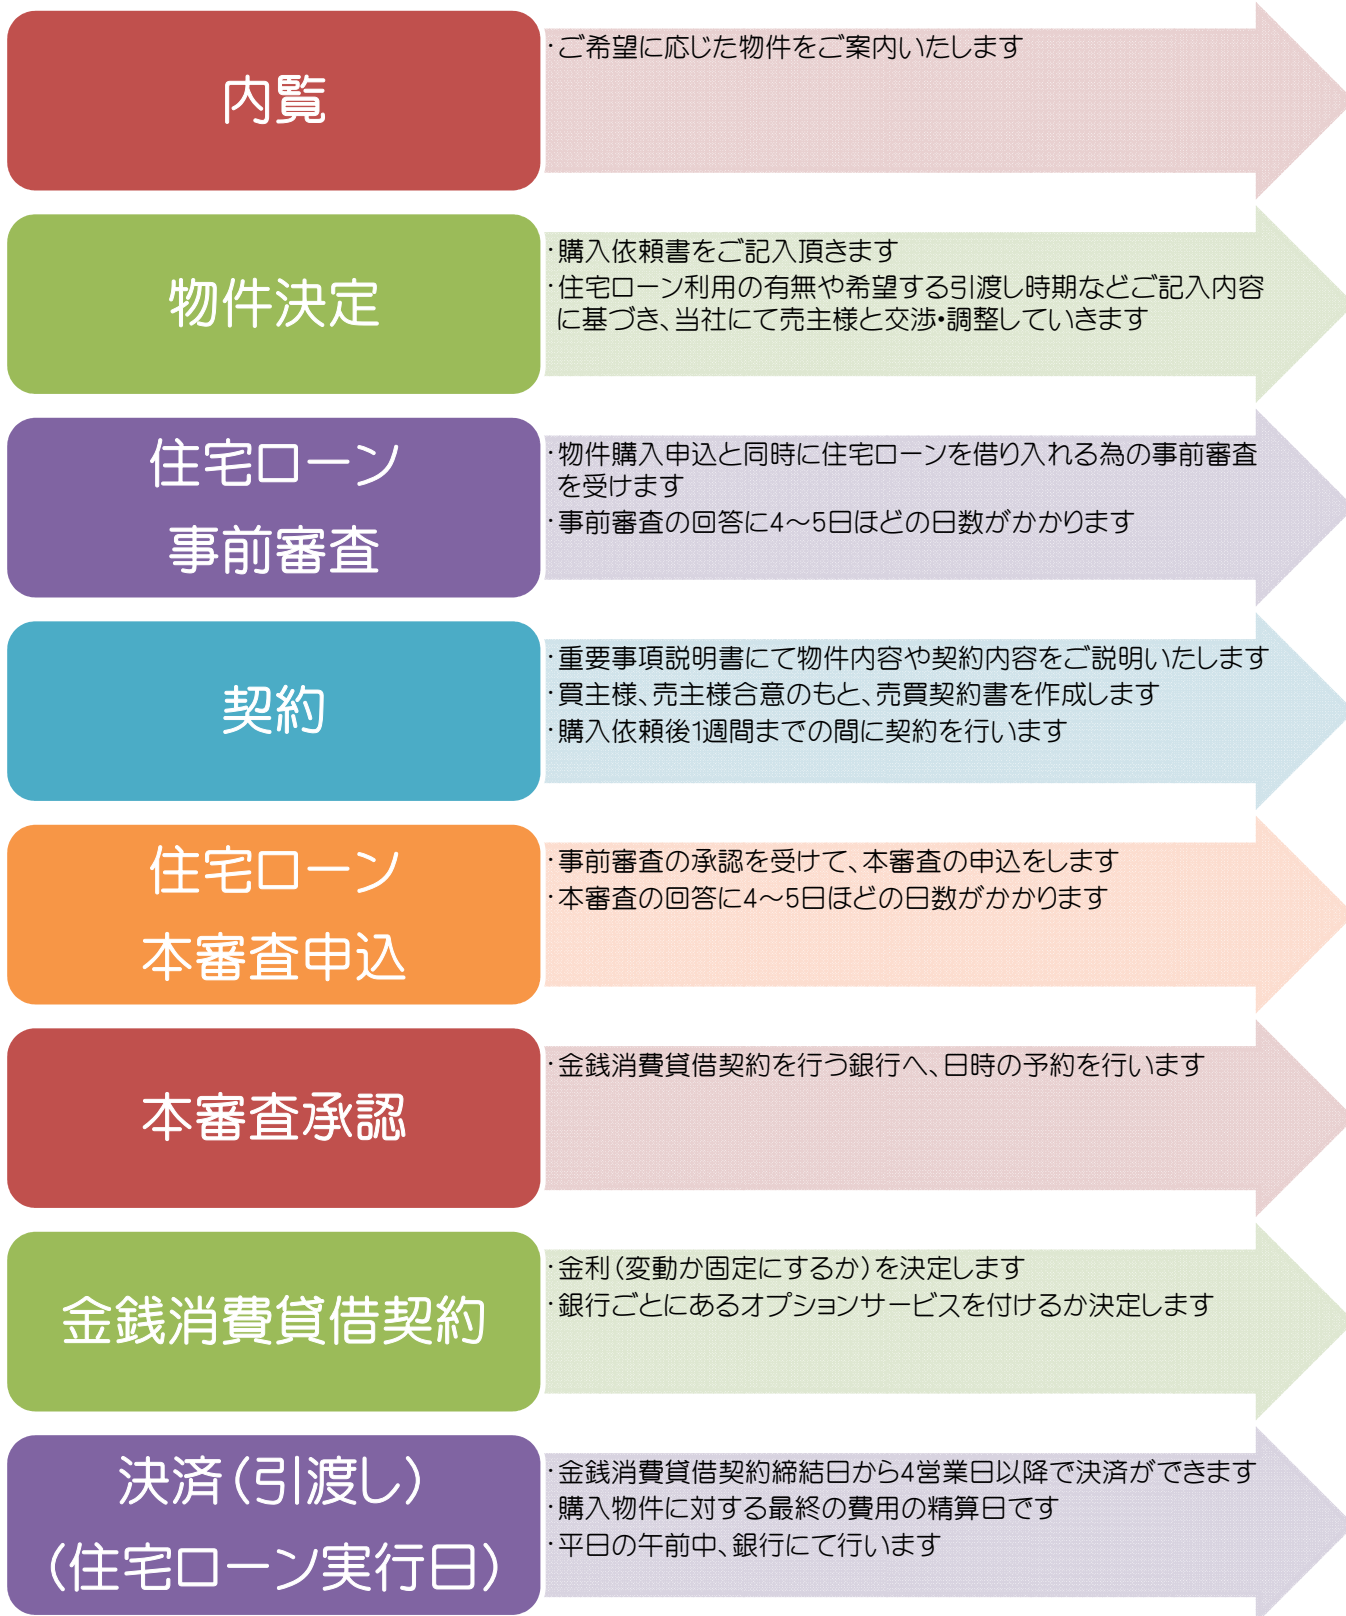 内覧
・ご希望に応じた物件をご案内いたします
物件決定
・購入依頼書をご記入頂きます
・住宅ローン利用の有無や希望する引渡し時期などご記入内容
に基づき、当社にて売主様と交渉・調整していきます
住宅ローン
事前審査
・物件購入申込と同時に住宅ローンを借り入れる為の事前審査
を受けます
・事前審査の回答に4～5日ほどの日数がかかります
契約
・重要事項説明書にて物件内容や契約内容をご説明いたします
・買主様、売主様合意のもと、売買契約書を作成します
・購入依頼後1週間までの間に契約を行います
住宅ローン
本審査申込
・事前審査の承認を受けて、本審査の申込をします
・本審査の回答に4～5日ほどの日数がかかります
本審査承認
・金銭消費貸借契約を行う銀行へ、日時の予約を行います
金銭消費貸借契約
・金利（変動か固定にするか）を決定します
・銀行ごとにあるオプションサービスを付けるか決定します
決済（引渡し）
（住宅ローン実行日）
・金銭消費貸借契約締結日から4営業日以降で決済ができます
・購入物件に対する最終の費用の精算日です
・平日の午前中、銀行にて行います